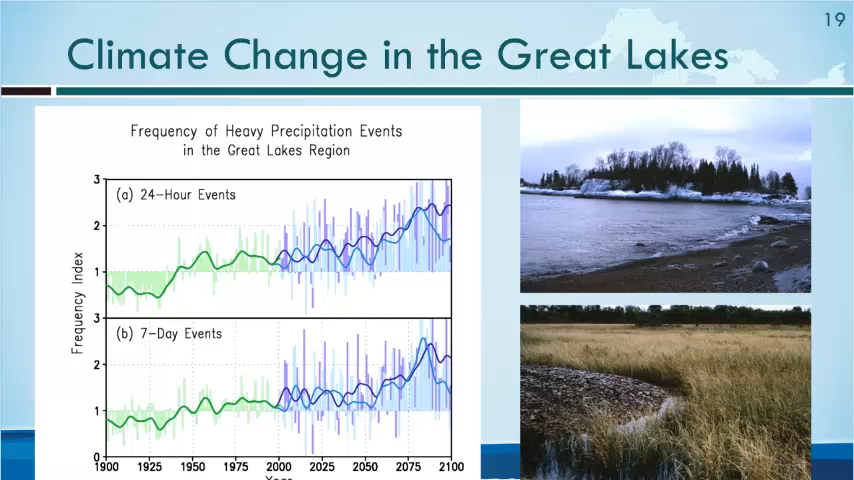 19
Climate Change in the Great Lakes
Frequency of Heavy Precipitation Events
in the Great Lakes Region
Frequency Index
3
(a) 24-Hour Events
2
1
3
(b) 7-Day Events
2
1
0
1900 1925 1950 1975 2000 2025 2050 2075 2100
Year